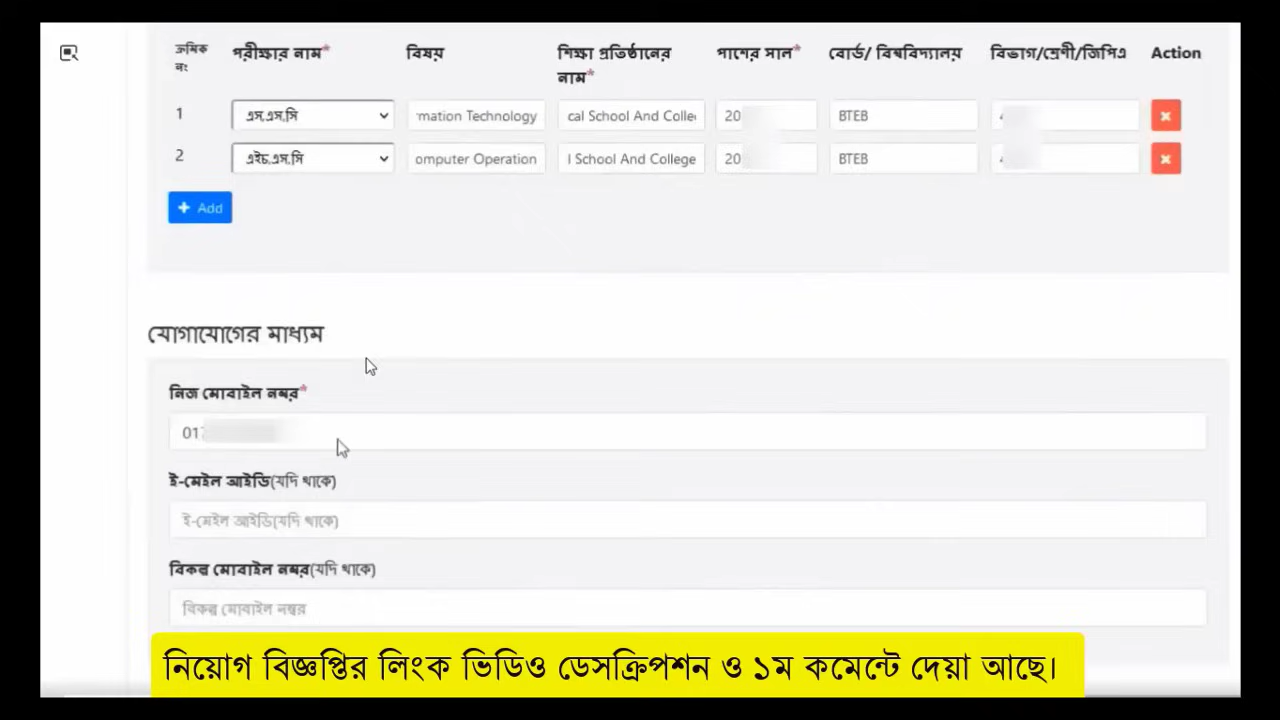 ক্রমিক নং পরীক্ষার নাম* বিষয় শিক্ষা প্রতিষ্ঠানের নাম* পাশের সাল* বোর্ড/ বিশ্ববিদ্যালয় বিভাগ/শ্রেণী/জিপিএ Action
1 এস.এস.সি mation Technology cal School And Colle 20 BTEB
2 এইচ.এস.সি omputer Operation l School And College 20 BTEB
+ Add
যোগাযোগের মাধ্যম
নিজ মোবাইল নম্বর*
017
ই-মেইল আইডি(যদি থাকে)
ই-মেইল আইডি(যদি থাকে)
বিকল্প মোবাইল নম্বর(যদি থাকে)
বিকল্প মোবাইল নম্বর
নিয়োগ বিজ্ঞপ্তির লিংক ভিডিও ডেসক্রিপশন ও ১ম কমেন্টে দেয়া আছে।